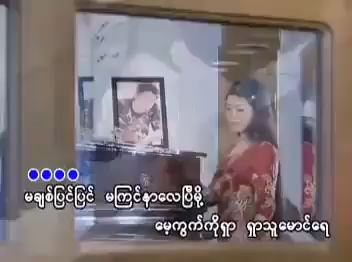 မချစ်ပြင်ပြင် မကြင်နာလေပြီမို့
မေ့ကွက်ကိုရှာ ရှာသူမောင်ရေ